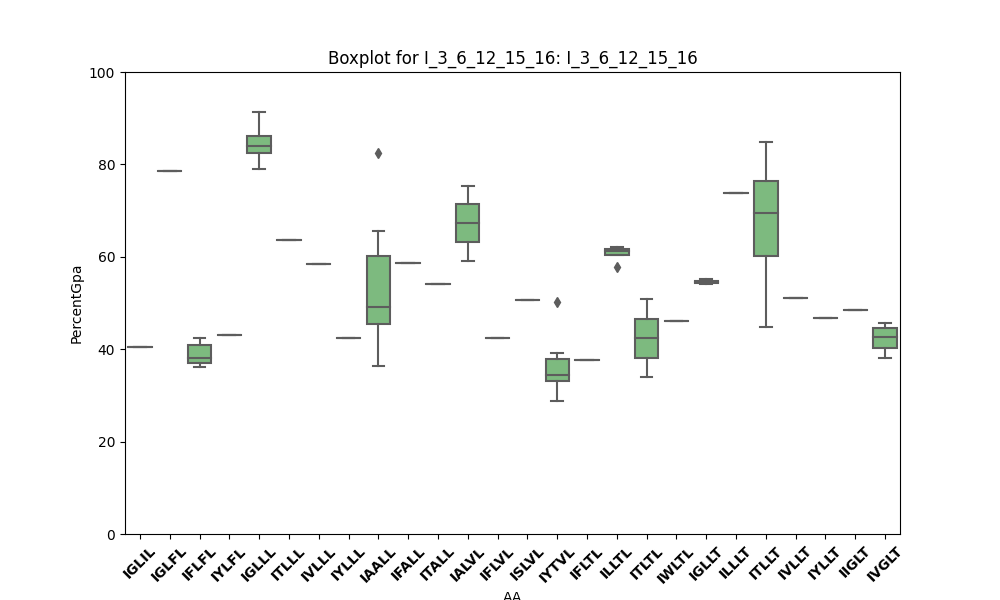 Boxplot for I_3_6_12_15_16: I_3_6_12_15_16
100
80
60
40
20
0
PercentGpa
IGLIL
IGLFL
IFLFL
IYLFL
IGLLL
ITLLL
IVLLL
IYLLL
IAALL
IFALL
ITALL
IALVL
IFLVL
ISLVL
IYTVL
IFLTL
ILLTL
ITLTL
IWLTL
IGLLT
ILLLT
ITLLT
IVLLT
IYLLT
IIGLT
IVGLT
AA